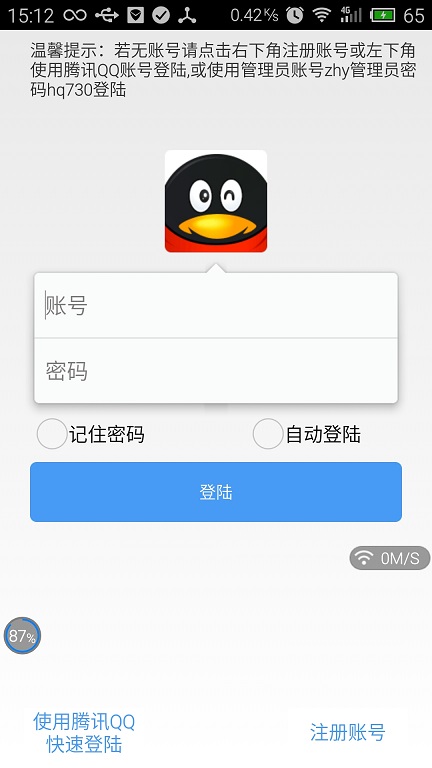 15:12 0.42K/s 4G 65
温馨提示：若无账号请点击右下角注册账号或左下角
使用腾讯QQ账号登陆,或使用管理员账号zhy管理员密
码hq730登陆
账号
密码
记住密码 自动登陆
登陆
0M/S
87%
使用腾讯QQ
快速登陆
注册账号